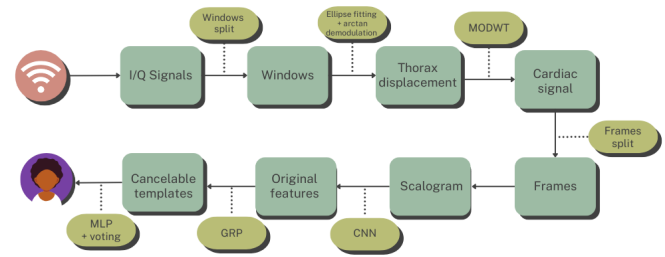 Windows
split
Ellipse fitting
+ arctan
demodulation
MODWT
I/Q Signals
Windows
Thorax
displacement
Cardiac
signal
Frames
split
Cancelable
templates
Original
features
Scalogram
Frames
MLP
+ voting
GRP
CNN